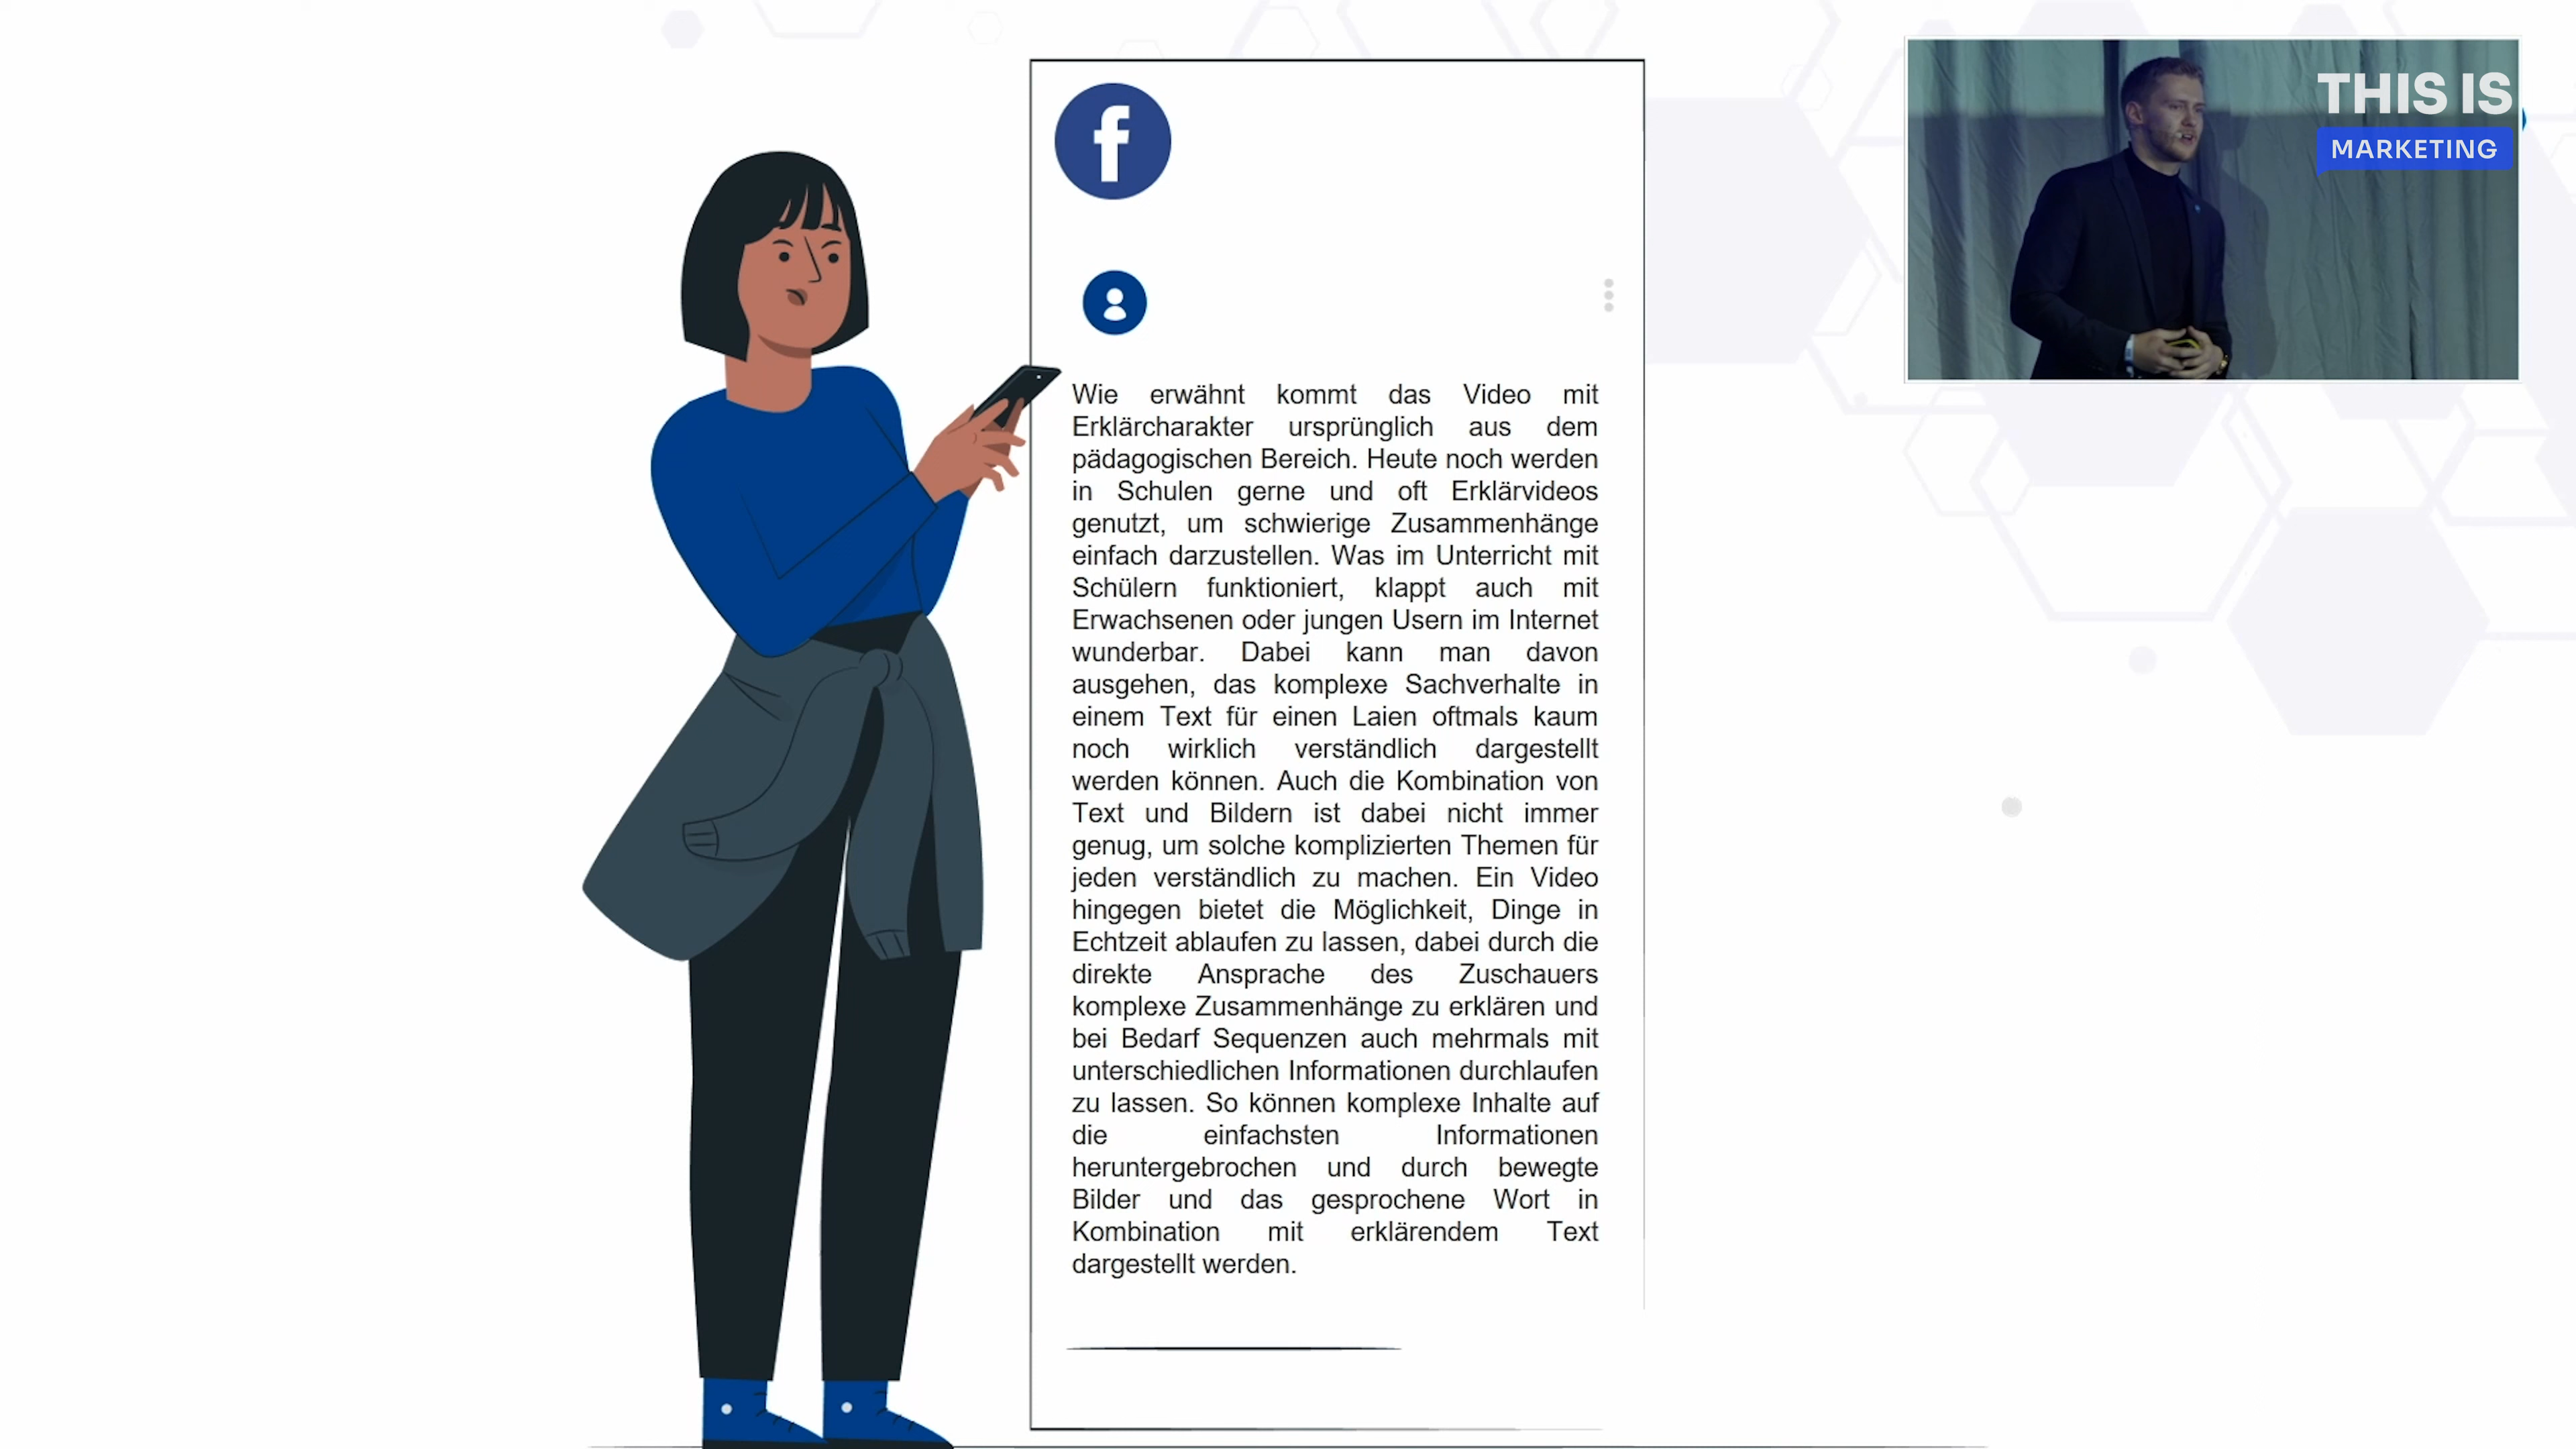 f
THIS IS
MARKETING
Wie erwähnt kommt das Video mit
Erklärcharakter ursprünglich aus dem
pädagogischen Bereich. Heute noch werden
in Schulen gerne und oft Erklärvideos
genutzt, um schwierige Zusammenhänge
einfach darzustellen. Was im Unterricht mit
Schülern funktioniert, klappt auch mit
Erwachsenen oder jungen Usern im Internet
wunderbar. Dabei kann man davon
ausgehen, das komplexe Sachverhalte in
einem Text für einen Laien oftmals kaum
noch wirklich verständlich dargestellt
werden können. Auch die Kombination von
Text und Bildern ist dabei nicht immer
genug, um solche komplizierten Themen für
jeden verständlich zu machen. Ein Video
hingegen bietet die Möglichkeit, Dinge in
Echtzeit ablaufen zu lassen, dabei durch die
direkte Ansprache des Zuschauers
komplexe Zusammenhänge zu erklären und
bei Bedarf Sequenzen auch mehrmals mit
unterschiedlichen Informationen durchlaufen
zu lassen. So können komplexe Inhalte auf
die einfachsten Informationen
heruntergebrochen und durch bewegte
Bilder und das gesprochene Wort in
Kombination mit erklärendem Text
dargestellt werden.